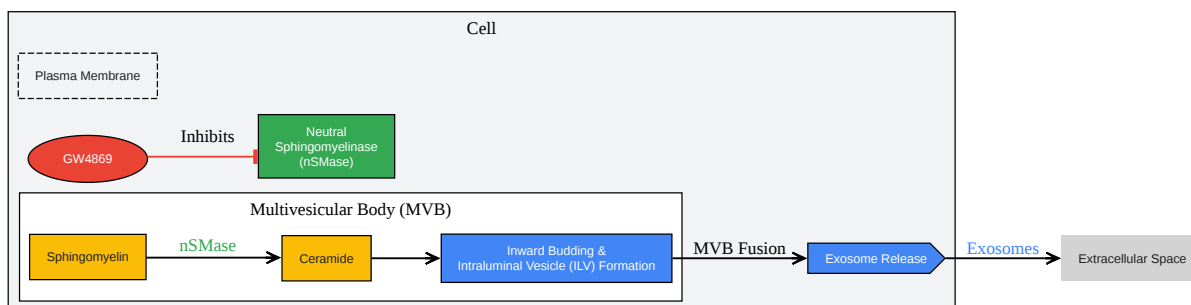 Cell
Plasma Membrane
Inhibits
GW4869
Neutral
Sphingomyelinase
(nSMase)
Multivesicular Body (MVB)
Sphingomyelin
nSMase
Ceramide
Inward Budding &
Intraluminal Vesicle (ILV) Formation
MVB Fusion
Exosome Release
Exosomes
Extracellular Space